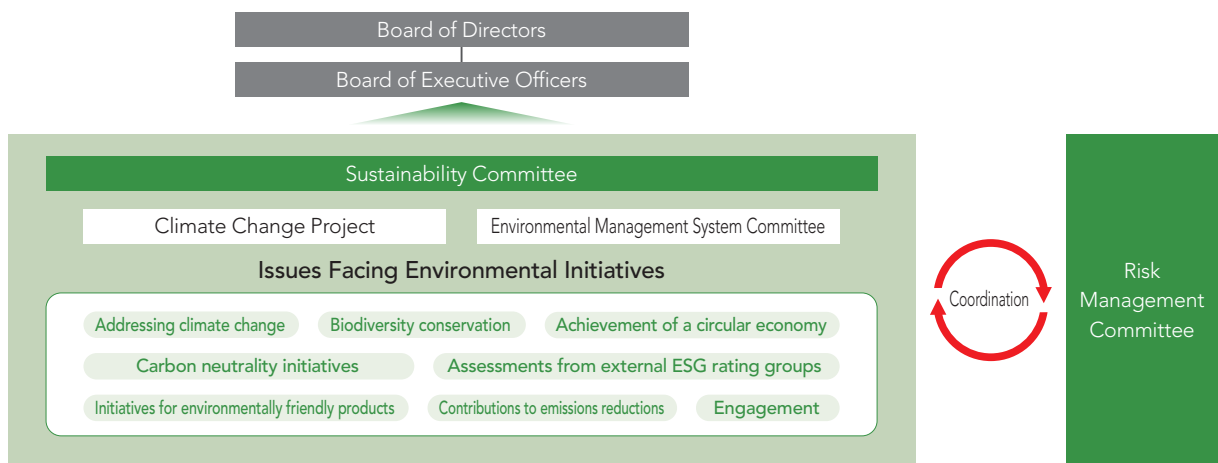 Board of Directors
Board of Executive Officers
Sustainability Committee
Climate Change Project
Environmental Management System Committee
Issues Facing Environmental Initiatives
Addressing climate change
Biodiversity conservation
Achievement of a circular economy
Carbon neutrality initiatives
Assessments from external ESG rating groups
Initiatives for environmentally friendly products
Contributions to emissions reductions
Engagement
Coordination
Risk
Management
Committee